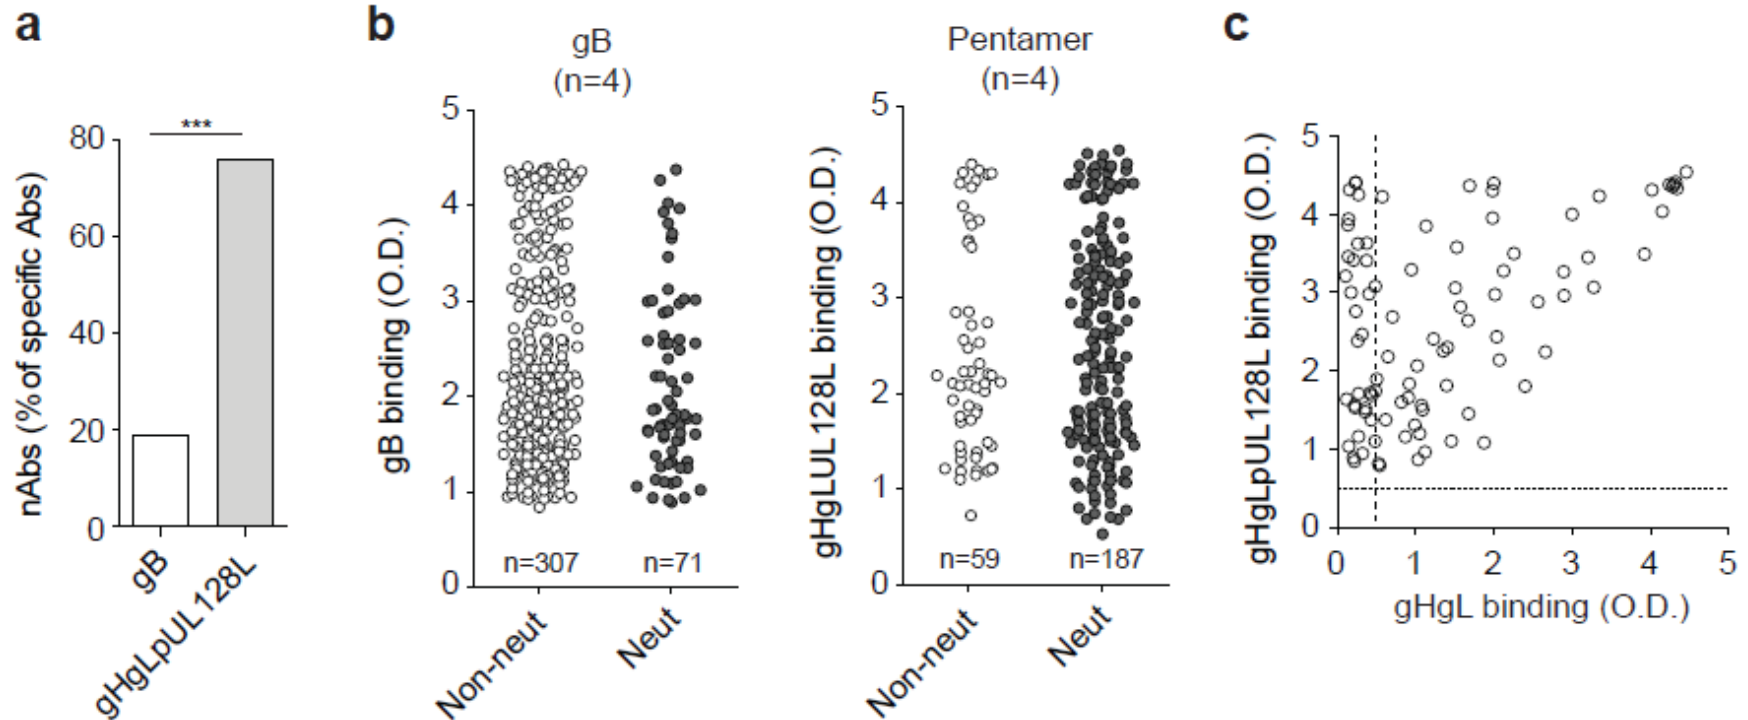 a
nAbs (% of specific Abs)
80
60
40
20
0
***
gB
gHgLpUL128L
b
gB
(n=4)
gB binding (O.D.)
5
4
3
2
1
0
n=307
n=71
Non-neut
Neut
Pentamer
(n=4)
gHgLUL128L binding (O.D.)
5
4
3
2
1
0
n=59
n=187
Non-neut
Neut
c
gHgLpUL128L binding (O.D.)
5
4
3
2
1
0
0 1 2 3 4 5
gHgL binding (O.D.)